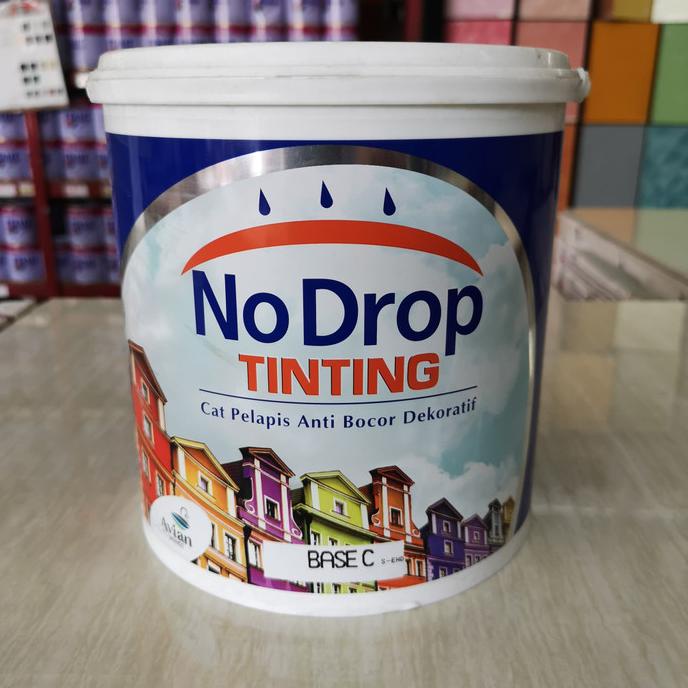 No Drop
TINTING
Cat Pelapis Anti Bocor Dekoratif
Avian
BASE C